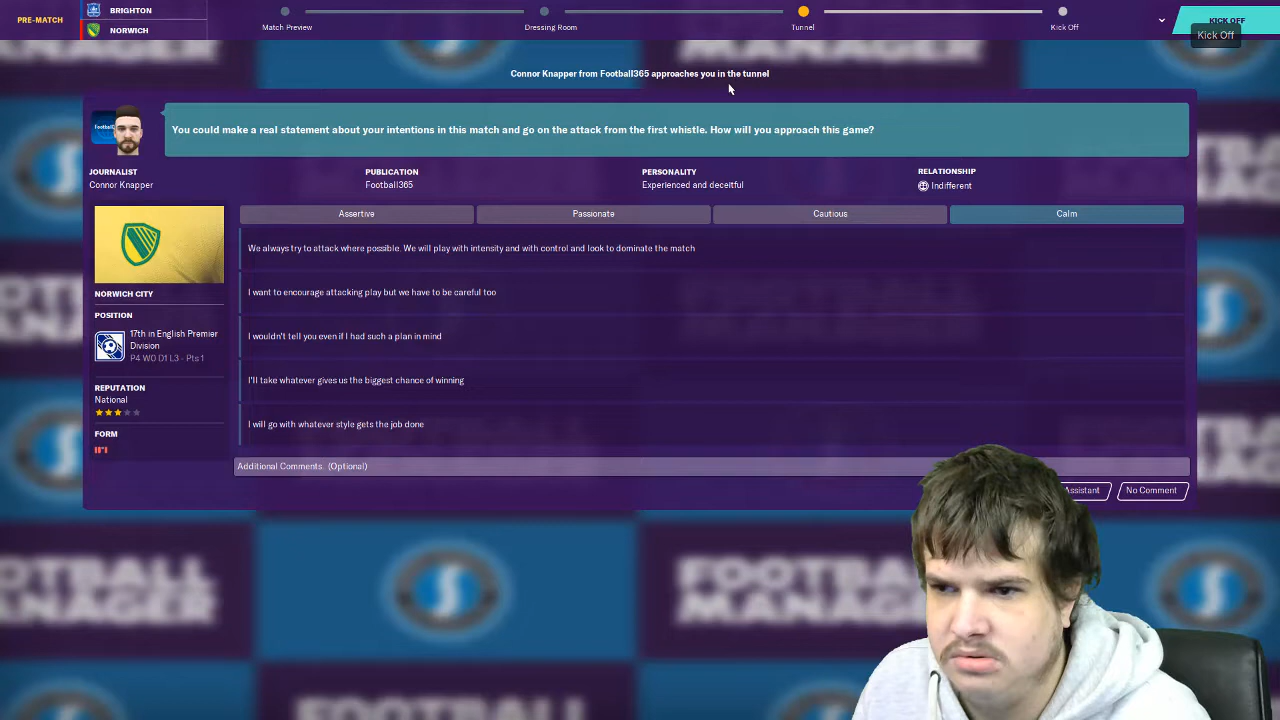 PRE-MATCH
BRIGHTON
NORWICH
Match Preview
Dressing Room
Tunnel
Kick Off
KICK OFF
Kick Off
Connor Knapper from Football365 approaches you in the tunnel
You could make a real statement about your intentions in this match and go on the attack from the first whistle. How will you approach this game?
JOURNALIST
Connor Knapper
PUBLICATION
Football365
PERSONALITY
Experienced and deceitful
RELATIONSHIP
Indifferent
Assertive
Passionate
Cautious
Calm
We always try to attack where possible. We will play with intensity and with control and look to dominate the match
I want to encourage attacking play but we have to be careful too
I wouldn't tell you even if I had such a plan in mind
I'll take whatever gives us the biggest chance of winning
I will go with whatever style gets the job done
NORWICH CITY
POSITION
17th in English Premier
Division
P4 W0 D1 L3 - Pts 1
REPUTATION
National
FORM
Additional Comments. (Optional)
Assistant
No Comment
FOOTBALL
MANAGER